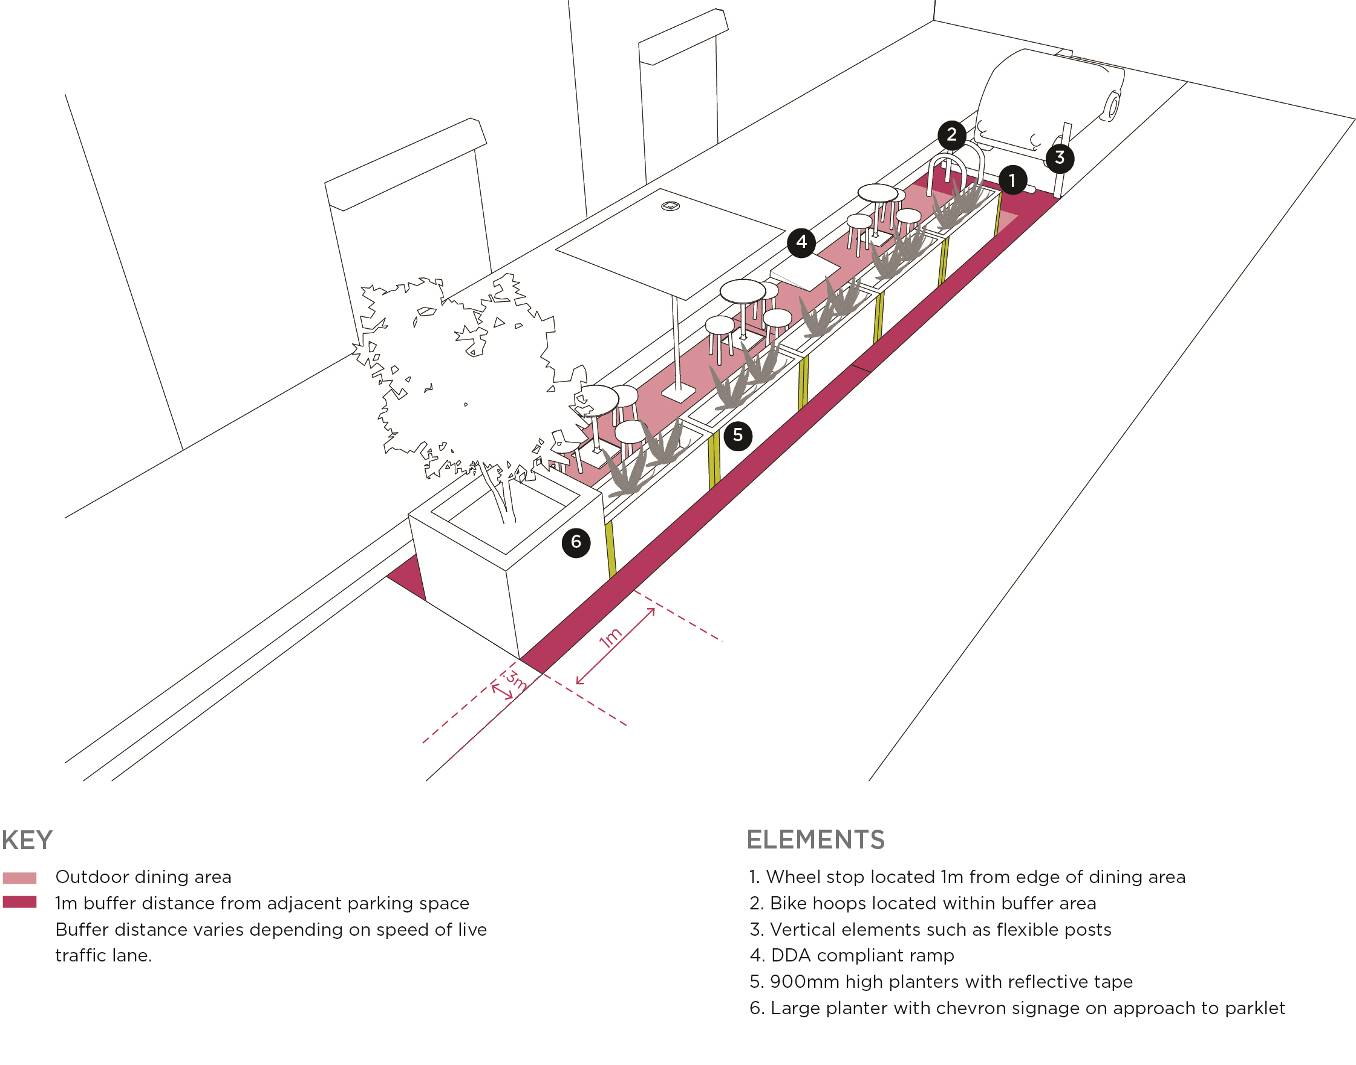 2
3
1
4
5
6
1m
.3m
KEY
Outdoor dining area
1m buffer distance from adjacent parking space
Buffer distance varies depending on speed of live
traffic lane.
ELEMENTS
1. Wheel stop located 1m from edge of dining area
2. Bike hoops located within buffer area
3. Vertical elements such as flexible posts
4. DDA compliant ramp
5. 900mm high planters with reflective tape
6. Large planter with chevron signage on approach to parklet